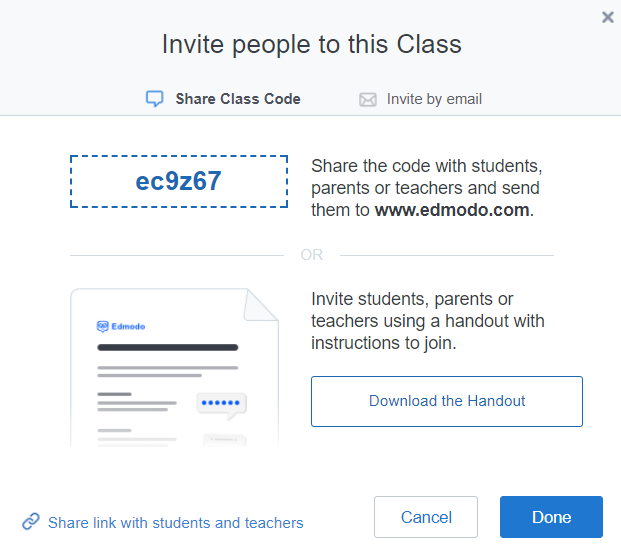 Invite people to this Class
Share Class Code
Invite by email
ec9z67
Share the code with students,
parents or teachers and send
them to www.edmodo.com.
OR
Edmodo
Invite students, parents or
teachers using a handout with
instructions to join.
Download the Handout
Share link with students and teachers
Cancel
Done